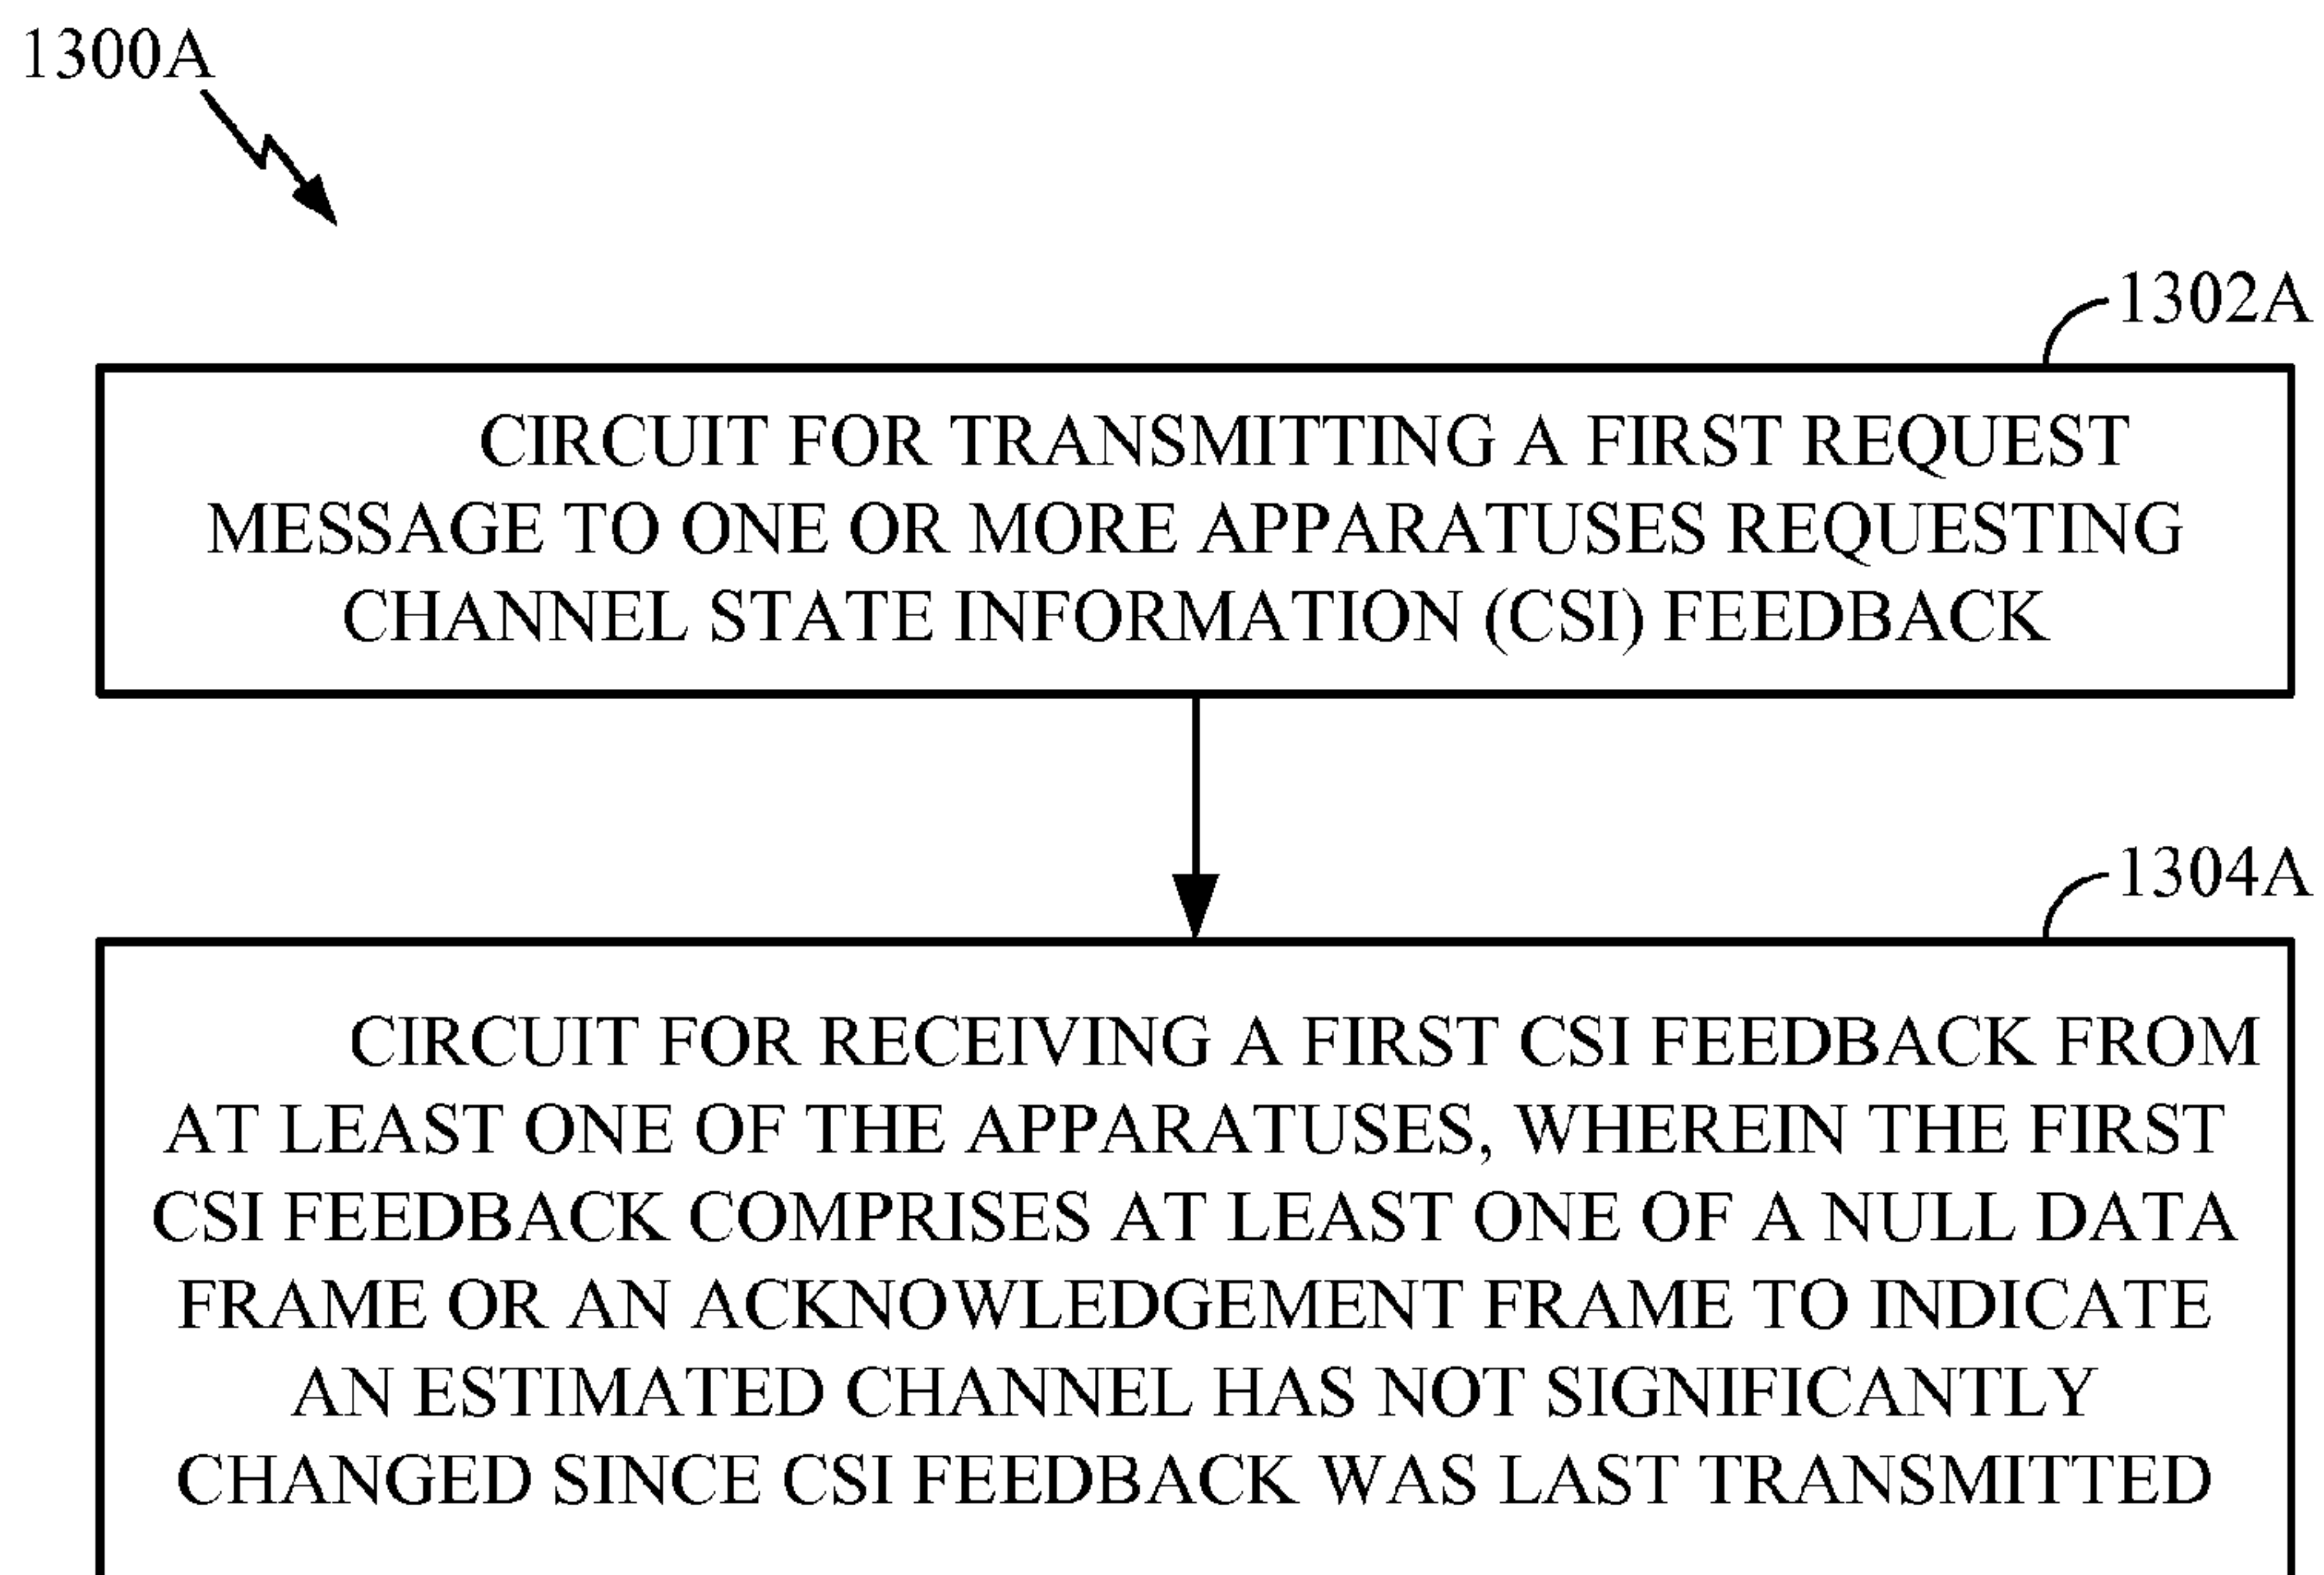 1300A
1302A
CIRCUIT FOR TRANSMITTING A FIRST REQUEST
MESSAGE TO ONE OR MORE APPARATUSES REQUESTING
CHANNEL STATE INFORMATION (CSI) FEEDBACK
1304A
CIRCUIT FOR RECEIVING A FIRST CSI FEEDBACK FROM
AT LEAST ONE OF THE APPARATUSES, WHEREIN THE FIRST
CSI FEEDBACK COMPRISES AT LEAST ONE OF A NULL DATA
FRAME OR AN ACKNOWLEDGEMENT FRAME TO INDICATE
AN ESTIMATED CHANNEL HAS NOT SIGNIFICANTLY
CHANGED SINCE CSI FEEDBACK WAS LAST TRANSMITTED